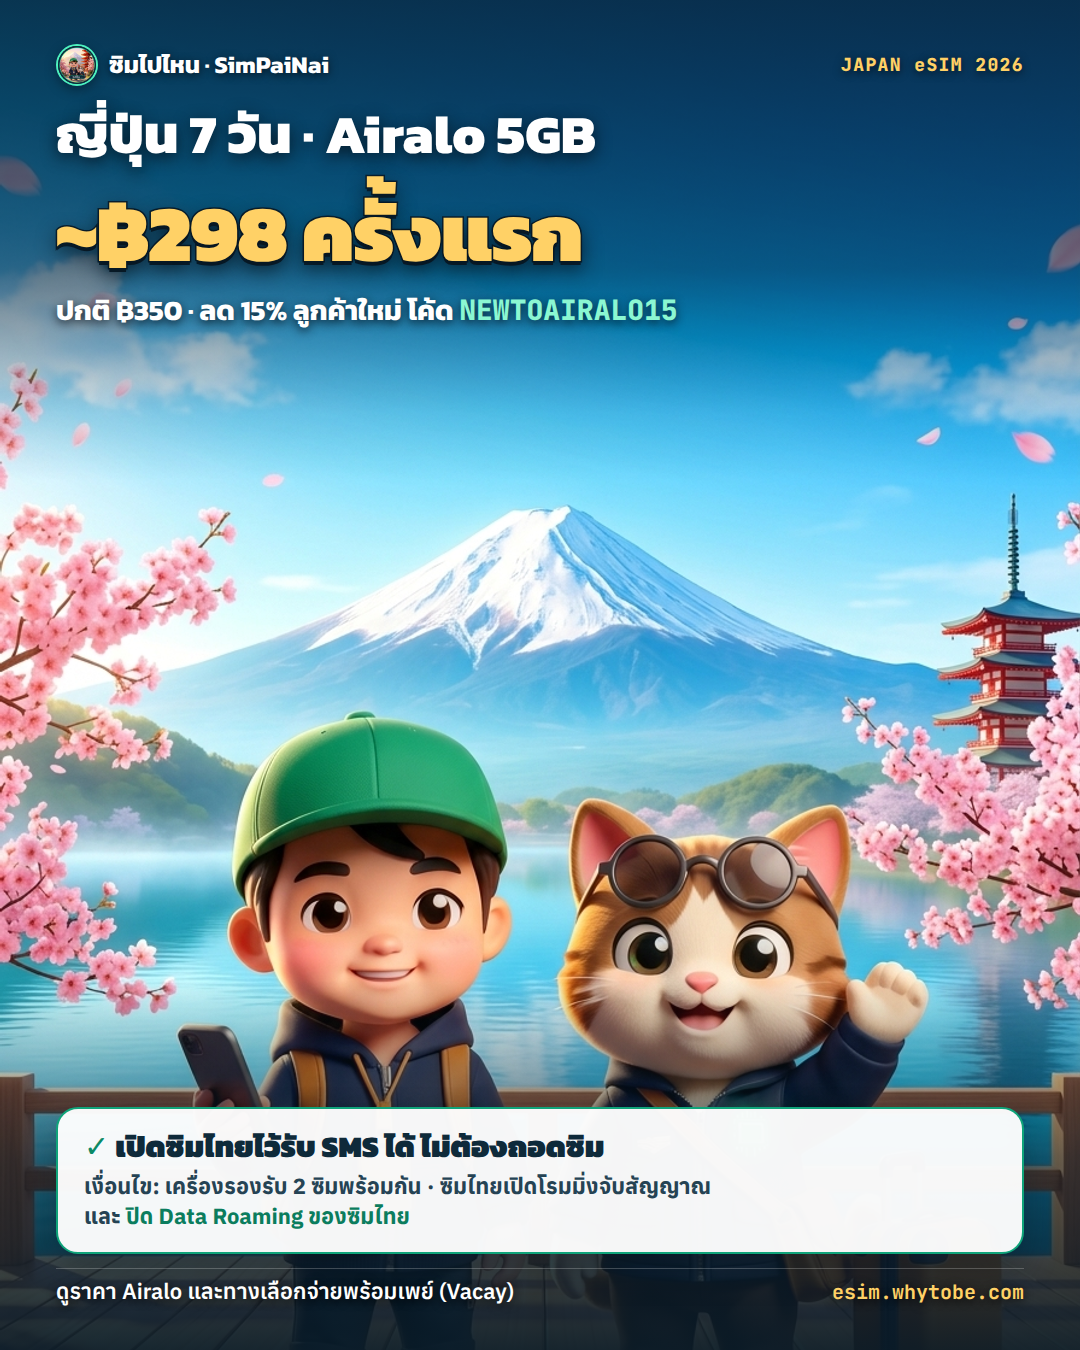 ซิมไปไหน · SimPaiNai
JAPAN eSIM 2026
ญี่ปุ่น 7 วัน · Airalo 5GB
~฿298 ครั้งแรก
ปกติ ฿350 · ลด 15% ลูกค้าใหม่ โค้ด NEWTOAIRALO15
✓ เปิดซิมไทยไว้รับ SMS ได้ ไม่ต้องถอดซิม
เงื่อนไข: เครื่องรองรับ 2 ซิมพร้อมกัน · ซิมไทยเปิดโรมมิ่งจับสัญญาณ
และ ปิด Data Roaming ของซิมไทย
ดูราคา Airalo และทางเลือกจ่ายพร้อมเพย์ (Vacay)
esim.whytobe.com